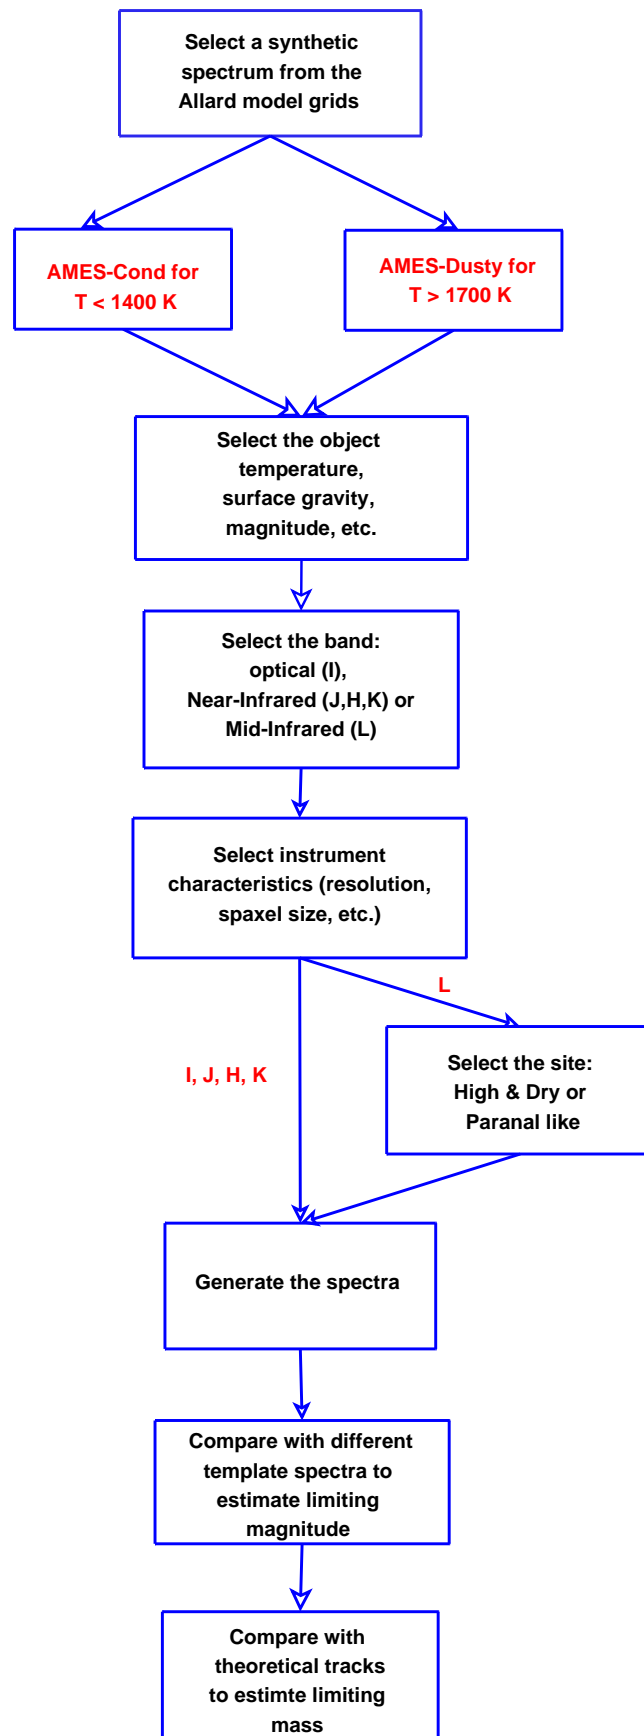 Select a synthetic
spectrum from the
Allard model grids
AMES-Cond for
T < 1400 K
AMES-Dusty for
T > 1700 K
Select the object
temperature,
surface gravity,
magnitude, etc.
Select the band:
optical (I),
Near-Infrared (J,H,K) or
Mid-Infrared (L)
Select instrument
characteristics (resolution,
spaxel size, etc.)
L
I, J, H, K
Select the site:
High & Dry or
Paranal like
Generate the spectra
Compare with different
template spectra to
estimate limiting
magnitude
Compare with
theoretical tracks
to estimte limiting
mass